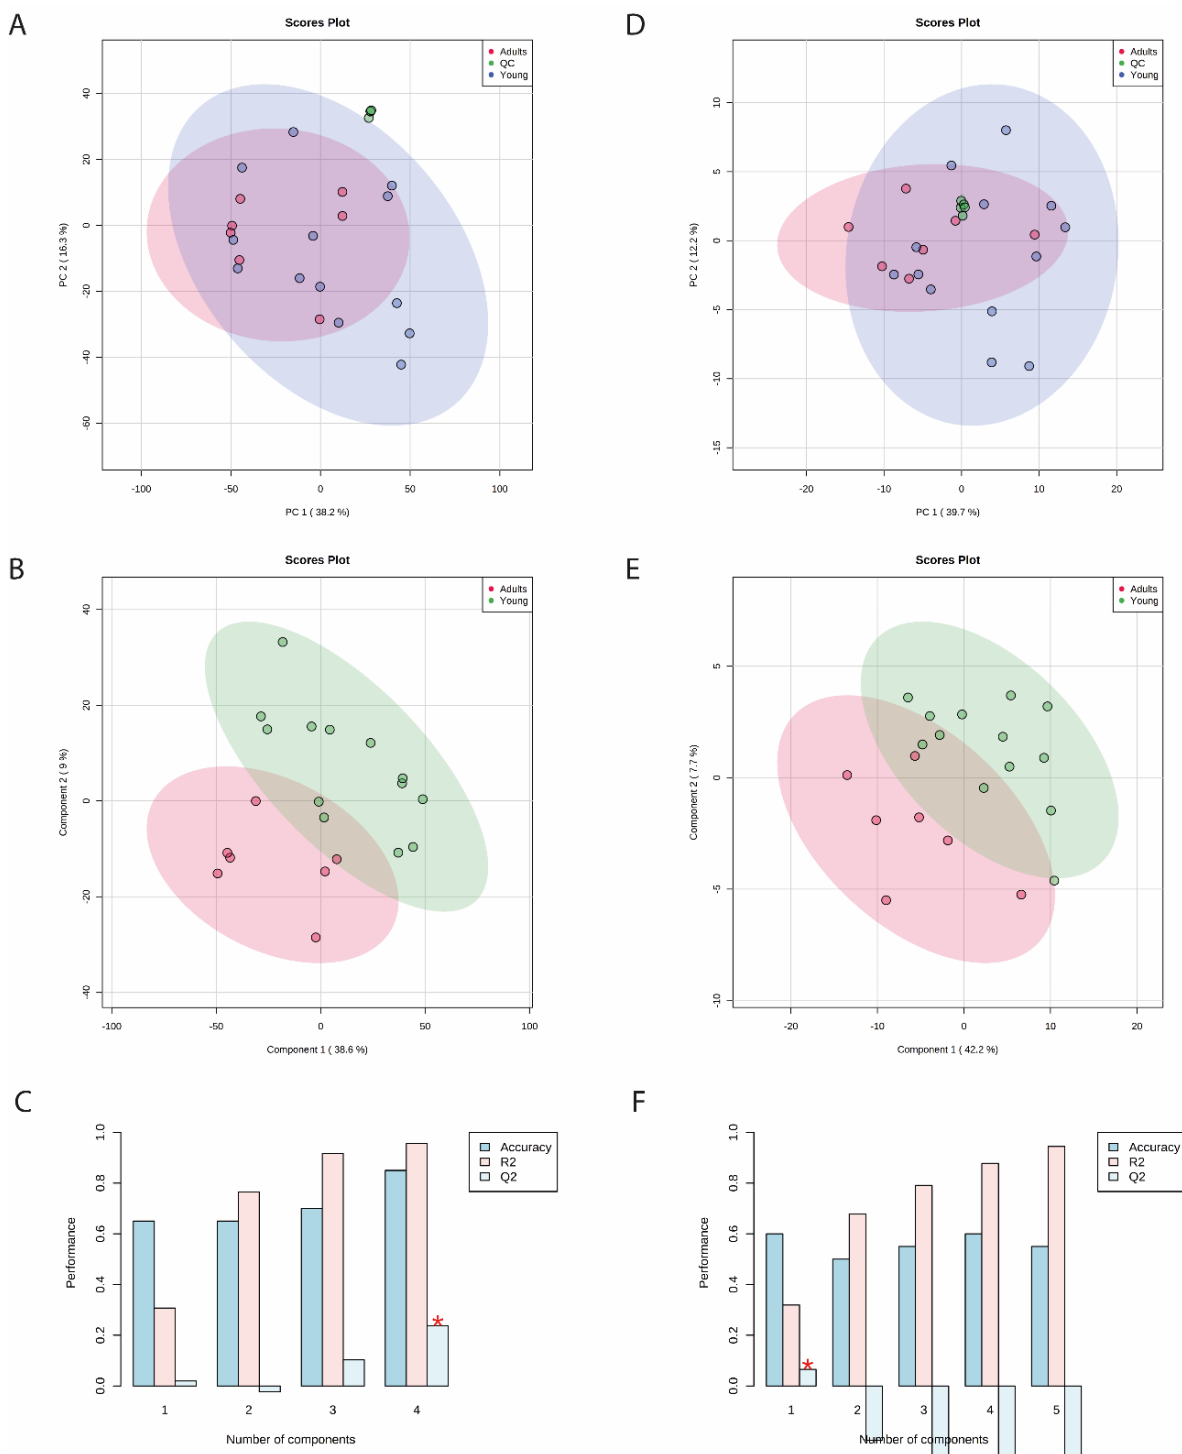 A
Scores Plot
Adults
QC
Young
PC 2 ( 16.3 %)
40
20
0
-20
-40
-60
-100
-50
0
50
100
PC 1 ( 38.2 %)
D
Scores Plot
Adults
QC
Young
PC 2 ( 12.2 %)
10
5
0
-5
-10
-15
-20
-10
0
10
20
PC 1 ( 39.7 %)
B
Scores Plot
Adults
Young
Component 2 ( 9 %)
40
20
0
-20
-40
-100
-50
0
50
100
Component 1 ( 38.6 %)
E
Scores Plot
Adults
Young
Component 2 ( 7.7 %)
5
0
-5
-10
-20
-10
0
10
20
Component 1 ( 42.2 %)
C
Accuracy
R2
Q2
Performance
1.0
0.8
0.6
0.4
0.2
0.0
*
1
2
3
4
Number of components
F
Accuracy
R2
Q2
Performance
1.0
0.8
0.6
0.4
0.2
0.0
*
1
2
3
4
5
Number of components